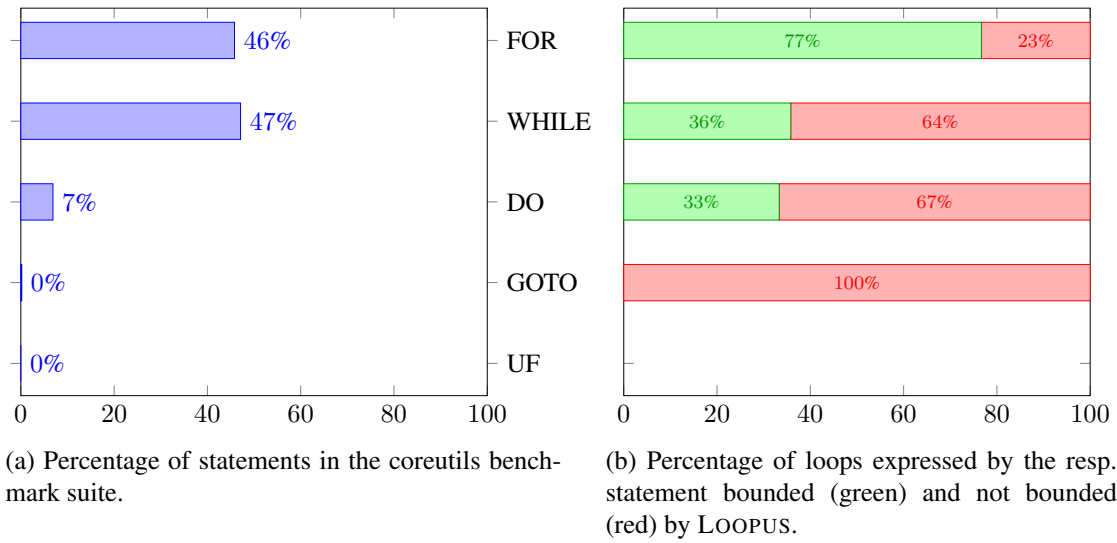 46%
FOR
77%
23%
47%
WHILE
36%
64%
7%
DO
33%
67%
0%
GOTO
100%
0%
UF
0 20 40 60 80 100
0 20 40 60 80 100
(a) Percentage of statements in the coreutils bench-
mark suite.
(b) Percentage of loops expressed by the resp.
statement bounded (green) and not bounded
(red) by LOOPUS.